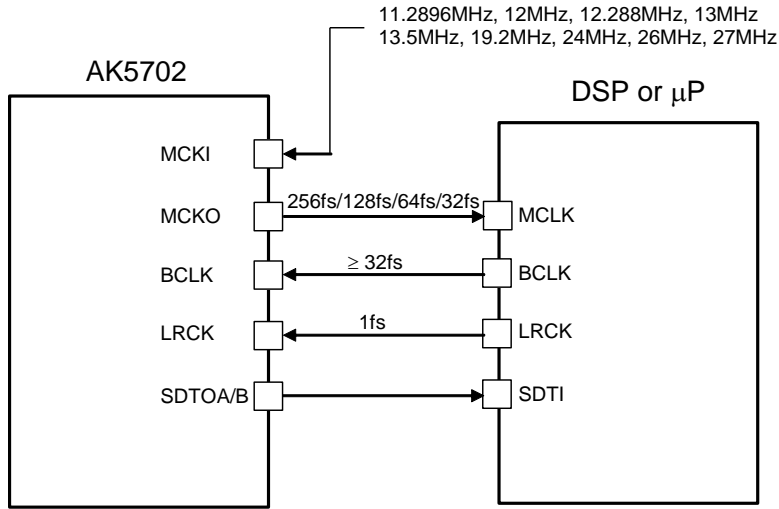 11.2896MHz, 12MHz, 12.288MHz, 13MHz
13.5MHz, 19.2MHz, 24MHz, 26MHz, 27MHz
AK5702
DSP or μP
MCKI
MCKO
256fs/128fs/64fs/32fs
MCLK
BCLK
≥ 32fs
BCLK
LRCK
1fs
LRCK
SDTOA/B
SDTI